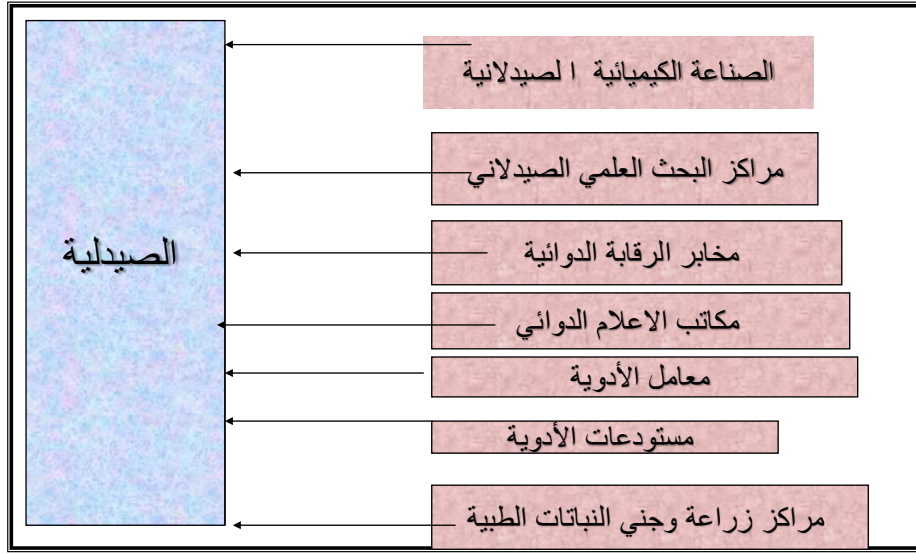 الصناعة الكيميائية ا لصيدلانية
مراكز البحث العلمي الصيدلاني
مخابر الرقابة الدوائية
الصيدلية
مكاتب الاعلام الدوائي
معامل الأدوية
مستودعات الأدوية
مراكز زراعة وجني النباتات الطبية